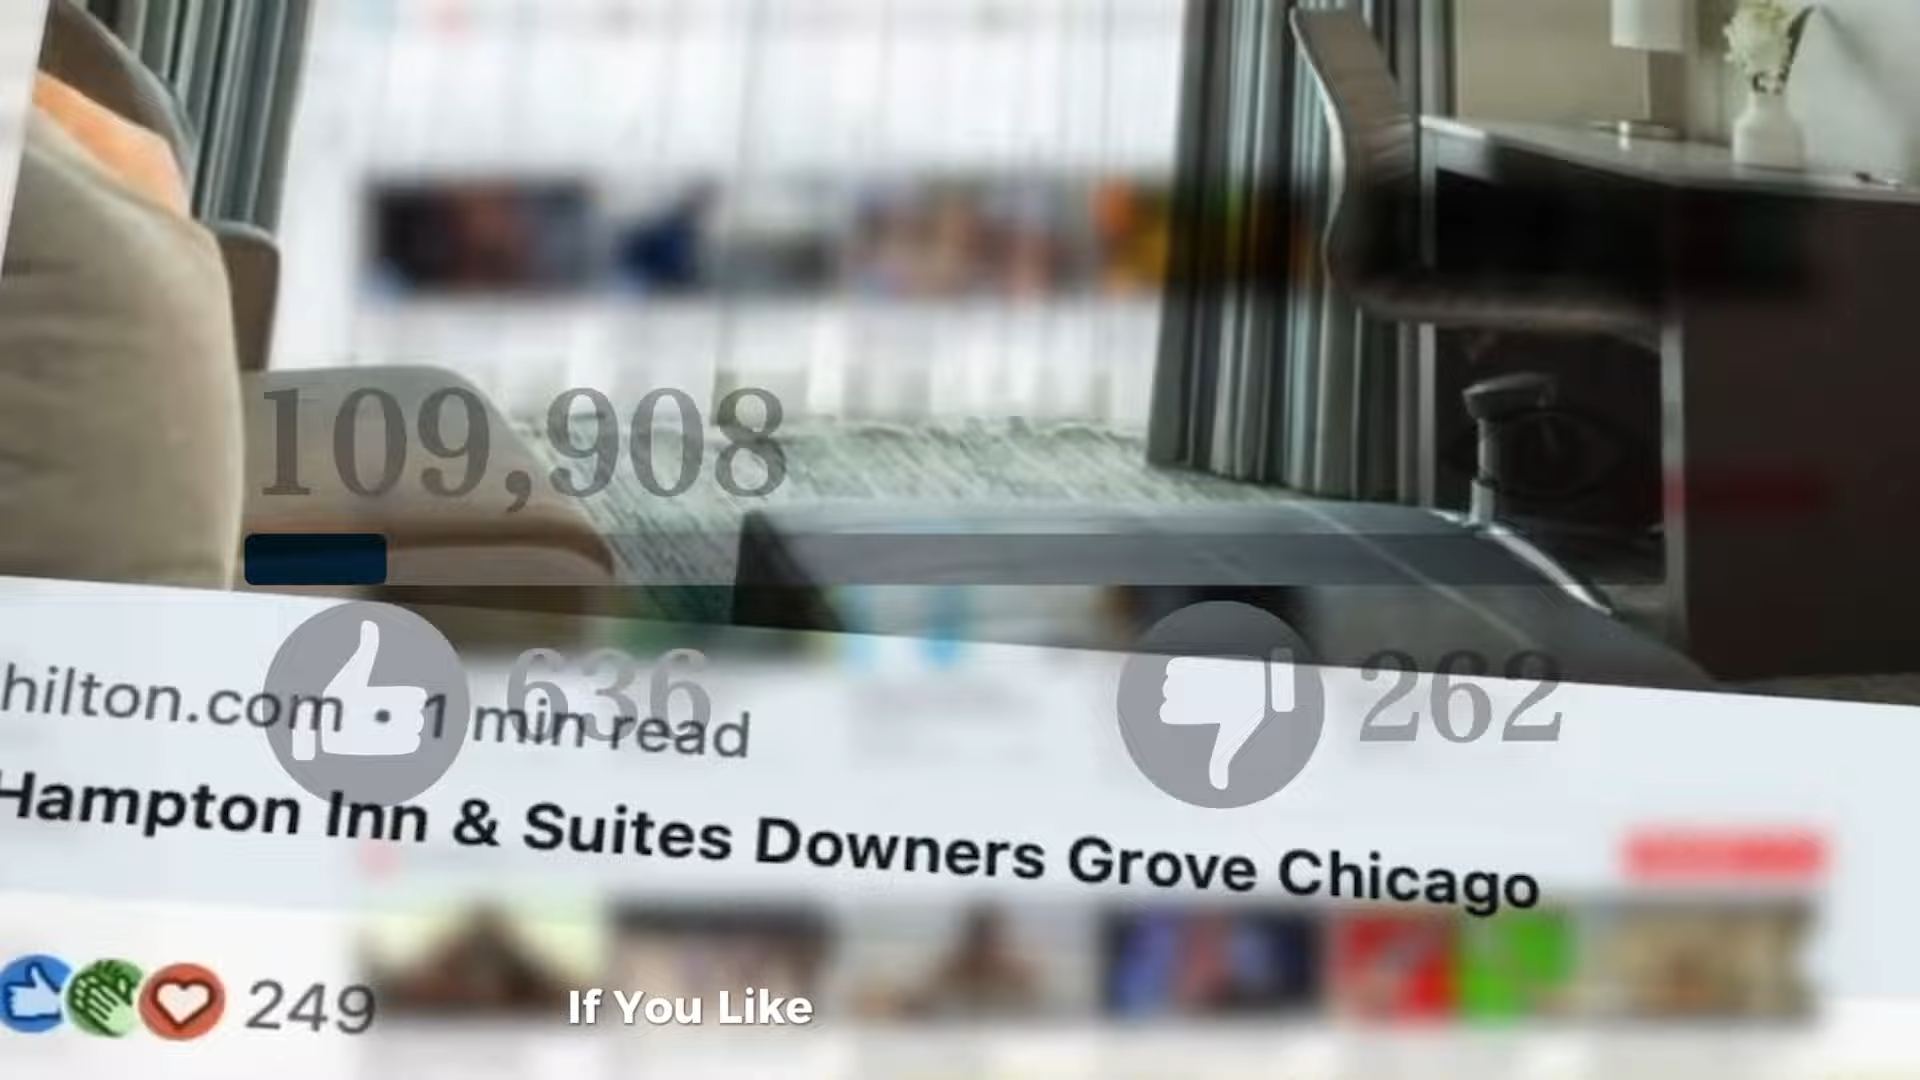 109,908
636
262
hilton.com • 1 min read
Hampton Inn & Suites Downers Grove Chicago
249
If You Like